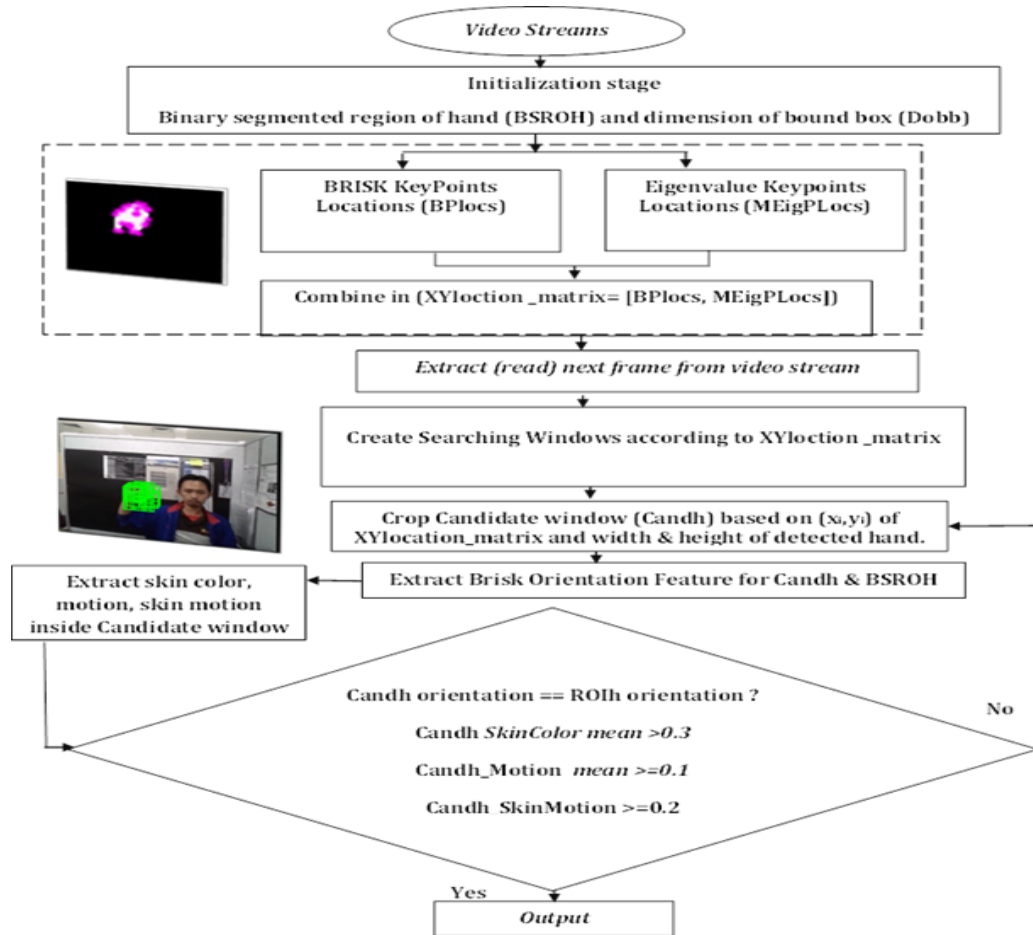 Video Streams
Initialization stage
Binary segmented region of hand (BSROH) and dimension of bound box (Dobb)
BRISK KeyPoints
Locations (BPlocs)
Eigenvalue Keypoints
Locations (MEigPLocs)
Combine in (XYloction _matrix= [BPlocs, MEigPLocs])
Extract (read) next frame from video stream
Create Searching Windows according to XYloction _matrix
Crop Candidate window (Candh) based on (xᵢ,yᵢ) of
XYlocation_matrix and width & height of detected hand.
Extract Brisk Orientation Feature for Candh & BSROH
Extract skin color,
motion, skin motion
inside Candidate window
Candh orientation == ROIh orientation ?
Candh SkinColor mean >0.3
Candh_Motion mean >=0.1
Candh_SkinMotion >=0.2
No
Yes
Output